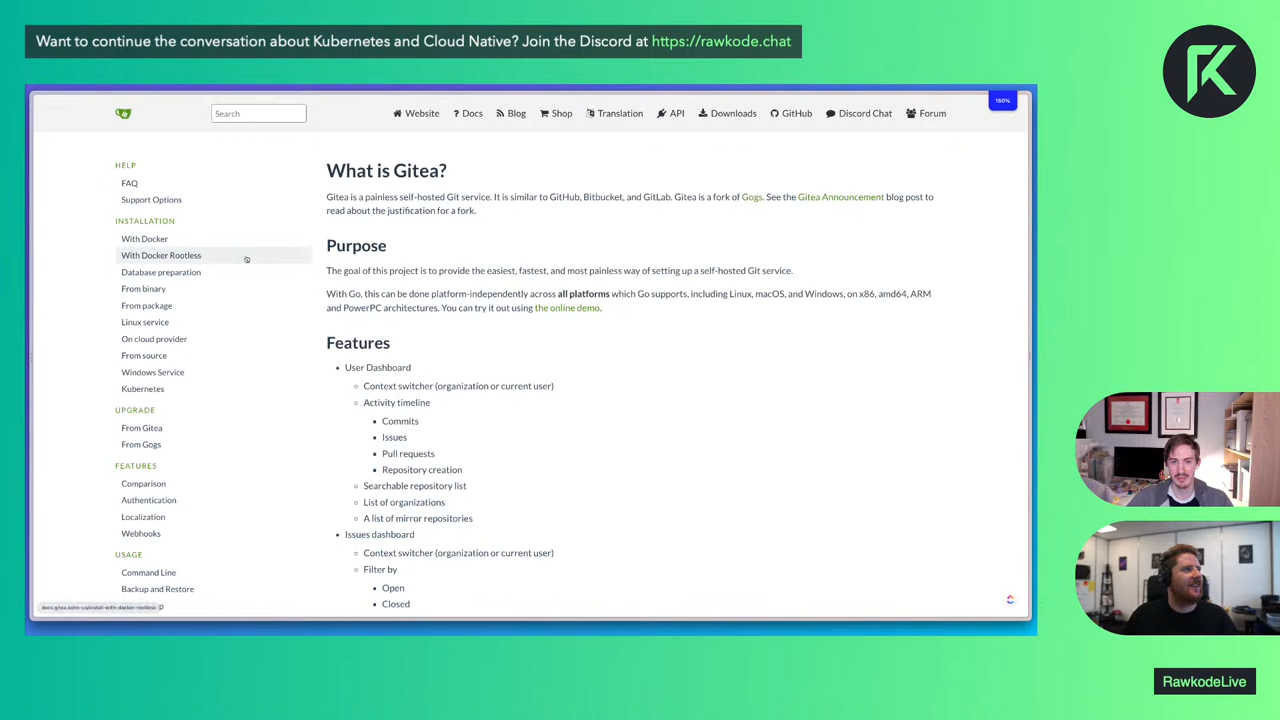 Want to continue the conversation about Kubernetes and Cloud Native? Join the Discord at https://rawkode.chat
Search
Website
? Docs
Blog
Shop
Translation
API
Downloads
GitHub
Discord Chat
Forum
150%
HELP
FAQ
Support Options
INSTALLATION
With Docker
With Docker Rootless
Database preparation
From binary
From package
Linux service
On cloud provider
From source
Windows Service
Kubernetes
UPGRADE
From Gitea
From Gogs
FEATURES
Comparison
Authentication
Localization
Webhooks
USAGE
Command Line
Backup and Restore
docs.gitea.io/en-us/install-with-docker-rootless
What is Gitea?
Gitea is a painless self-hosted Git service. It is similar to GitHub, Bitbucket, and GitLab. Gitea is a fork of Gogs. See the Gitea Announcement blog post to
read about the justification for a fork.
Purpose
The goal of this project is to provide the easiest, fastest, and most painless way of setting up a self-hosted Git service.
With Go, this can be done platform-independently across all platforms which Go supports, including Linux, macOS, and Windows, on x86, amd64, ARM
and PowerPC architectures. You can try it out using the online demo.
Features
User Dashboard
Context switcher (organization or current user)
Activity timeline
Commits
Issues
Pull requests
Repository creation
Searchable repository list
List of organizations
A list of mirror repositories
Issues dashboard
Context switcher (organization or current user)
Filter by
Open
Closed
RawkodeLive